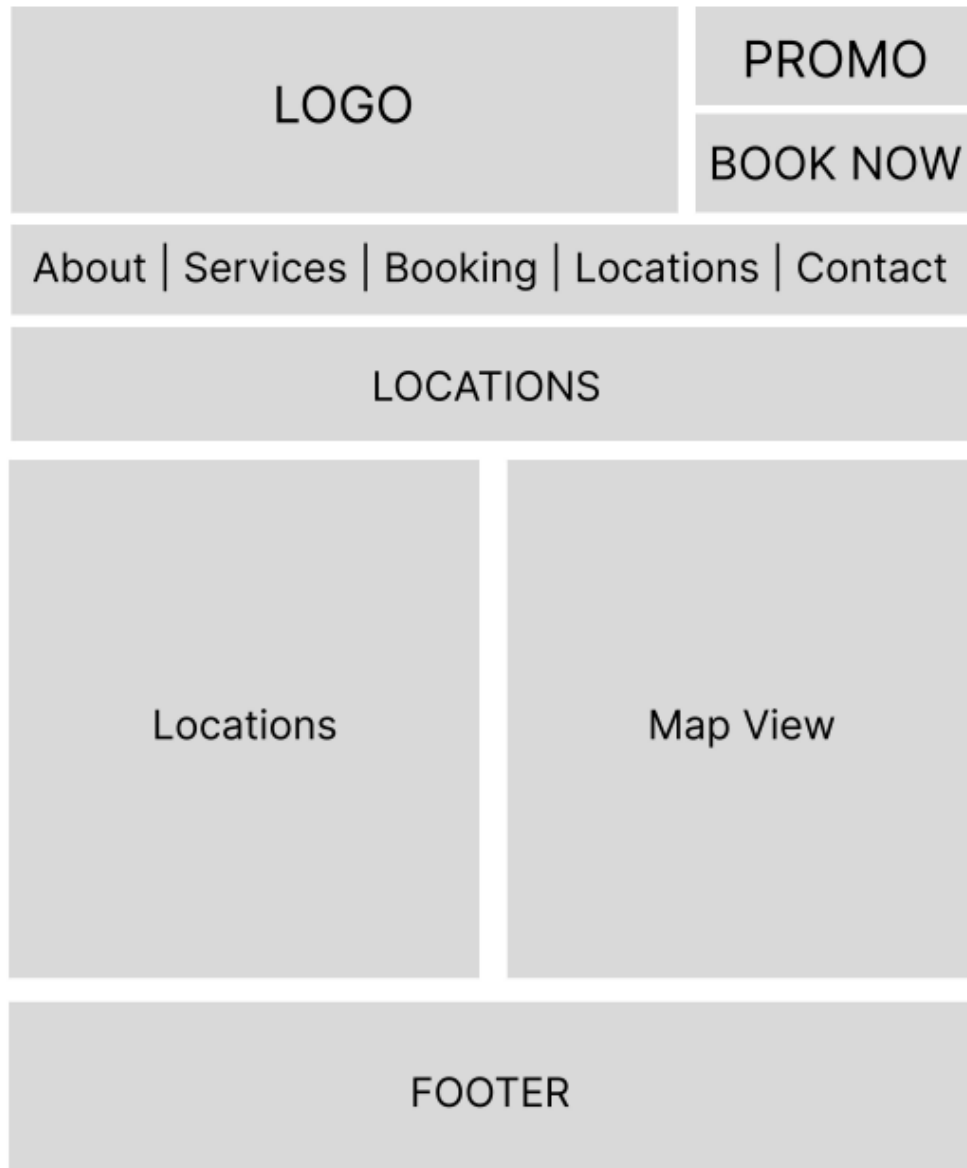 LOGO
PROMO
BOOK NOW
About | Services | Booking | Locations | Contact
LOCATIONS
Locations
Map View
FOOTER